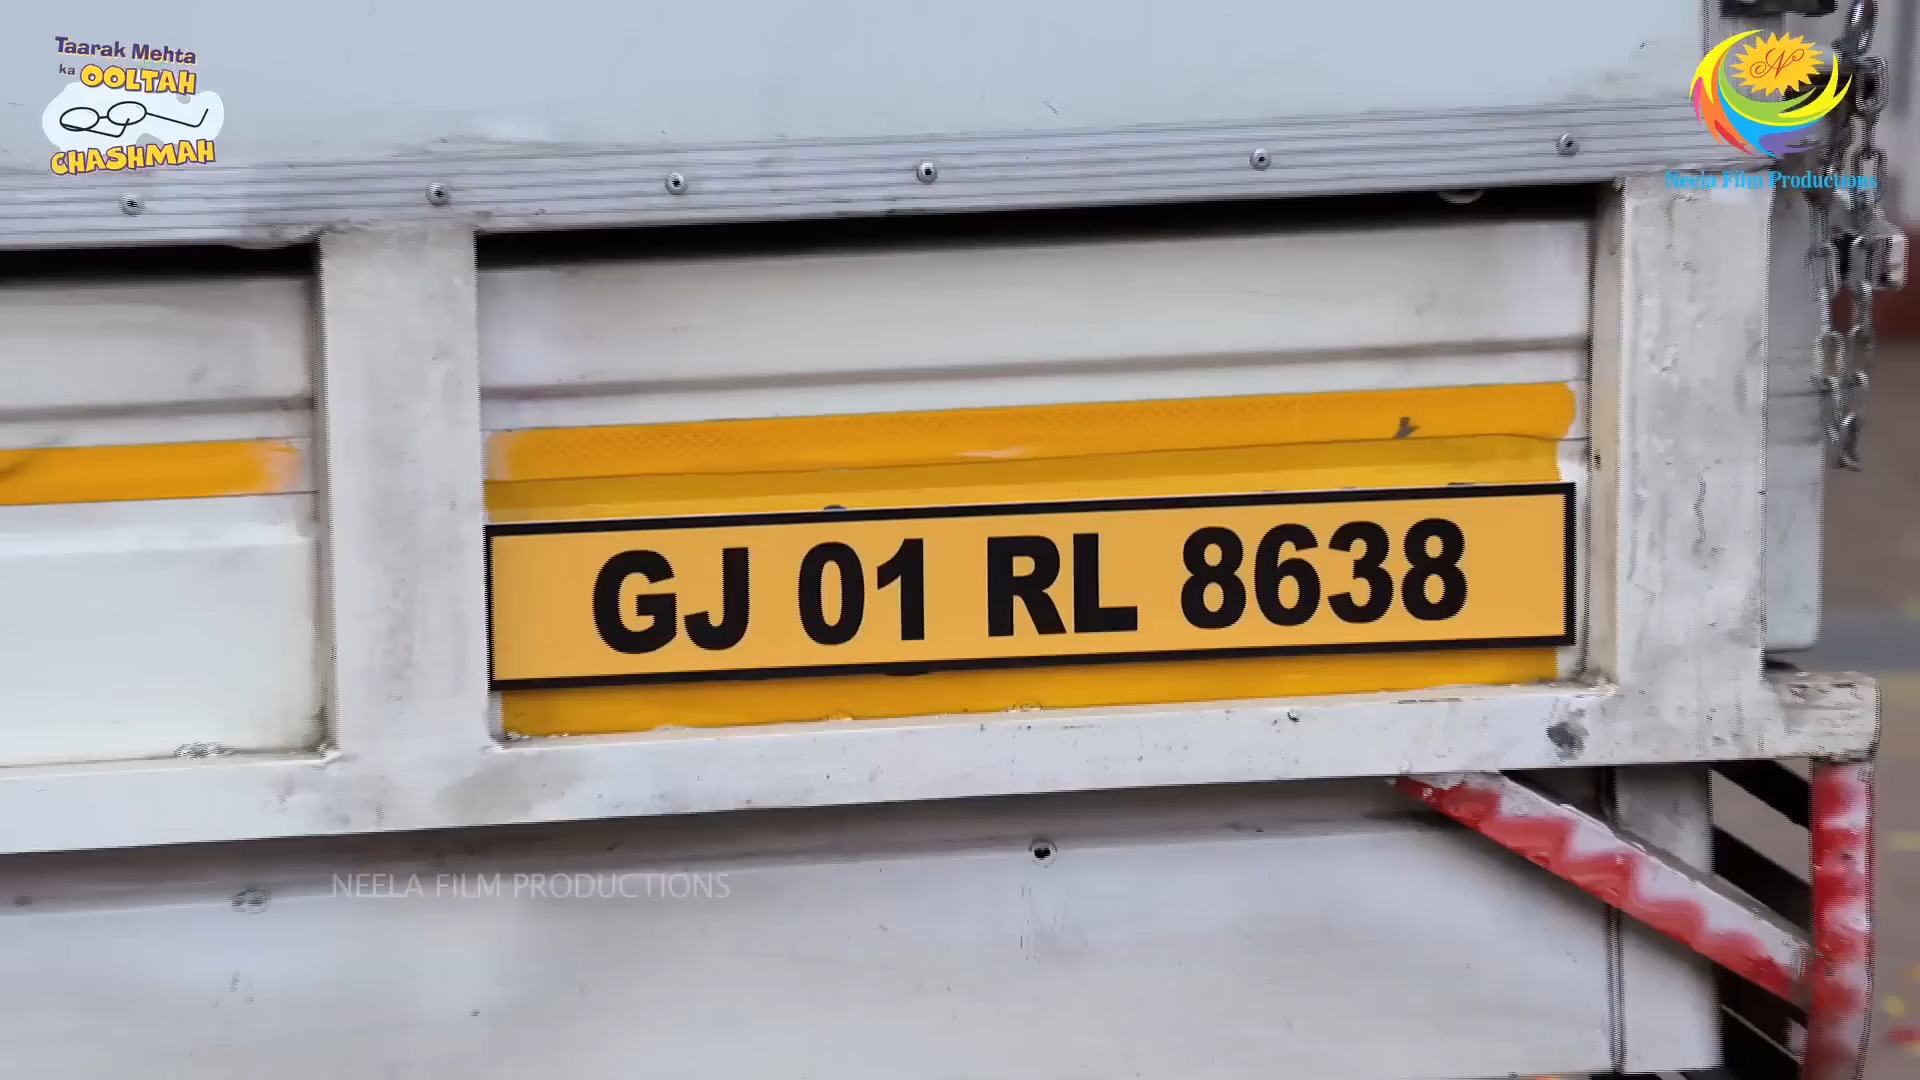 Taarak Mehta
ka OOLTAH
CHASHMAH
Neela Film Productions
GJ 01 RL 8638
NEELA FILM PRODUCTIONS